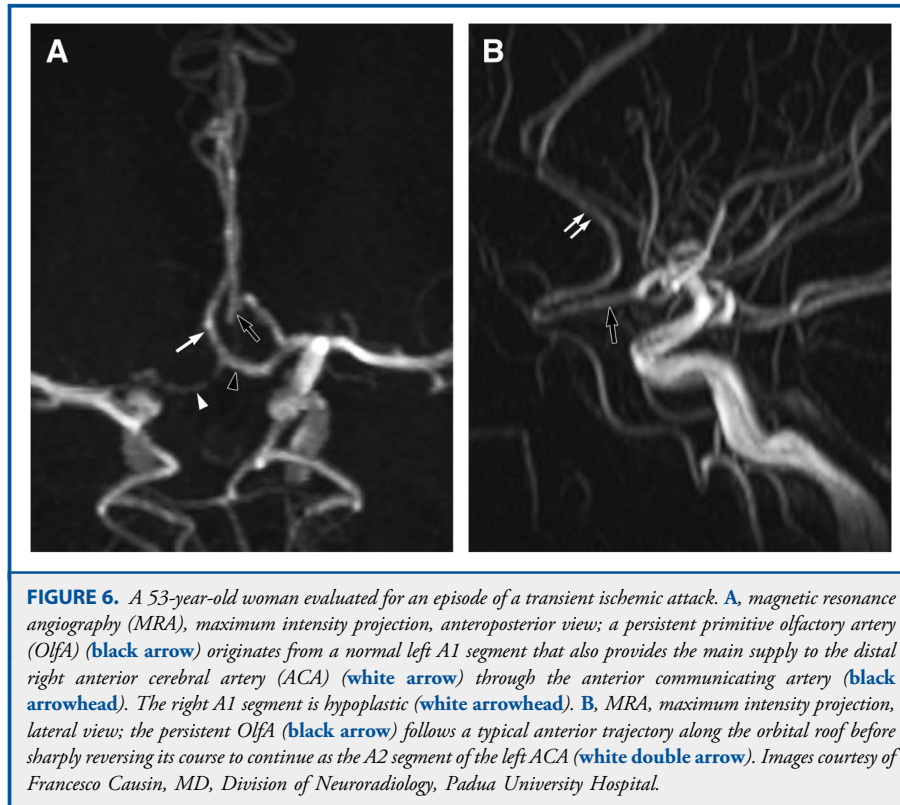 A
B
FIGURE 6. A 53-year-old woman evaluated for an episode of a transient ischemic attack. A, magnetic resonance
angiography (MRA), maximum intensity projection, anteroposterior view; a persistent primitive olfactory artery
(OlfA) (black arrow) originates from a normal left A1 segment that also provides the main supply to the distal
right anterior cerebral artery (ACA) (white arrow) through the anterior communicating artery (black
arrowhead). The right A1 segment is hypoplastic (white arrowhead). B, MRA, maximum intensity projection,
lateral view; the persistent OlfA (black arrow) follows a typical anterior trajectory along the orbital roof before
sharply reversing its course to continue as the A2 segment of the left ACA (white double arrow). Images courtesy of
Francesco Causin, MD, Division of Neuroradiology, Padua University Hospital.